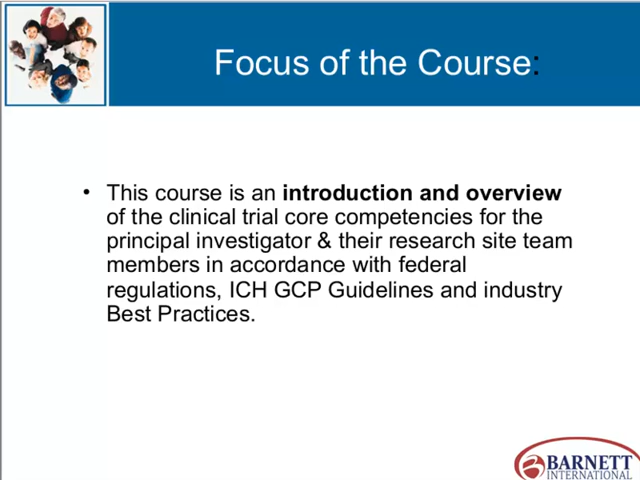 Focus of the Course:
• This course is an introduction and overview
of the clinical trial core competencies for the
principal investigator & their research site team
members in accordance with federal
regulations, ICH GCP Guidelines and industry
Best Practices.
BARNETT
INTERNATIONAL